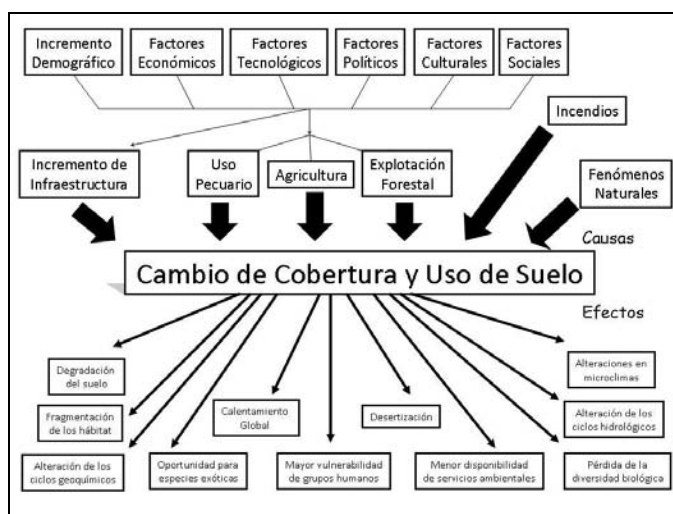 Incremento
Demográfico
Factores
Económicos
Factores
Tecnológicos
Factores
Políticos
Factores
Culturales
Factores
Sociales
Incendios
Incremento de
Infraestructura
Uso
Pecuario
Agricultura
Explotación
Forestal
Fenómenos
Naturales
Causas
Cambio de Cobertura y Uso de Suelo
Efectos
Degradación
del suelo
Alteraciones en
microclimas
Fragmentación
de los hábitat
Calentamiento
Global
Desertización
Alteración de los
ciclos hidrológicos
Alteración de los
ciclos geoquímicos
Oportunidad para
especies exóticas
Mayor vulnerabilidad
de grupos humanos
Menor disponibilidad
de servicios ambientales
Pérdida de la
diversidad biológica